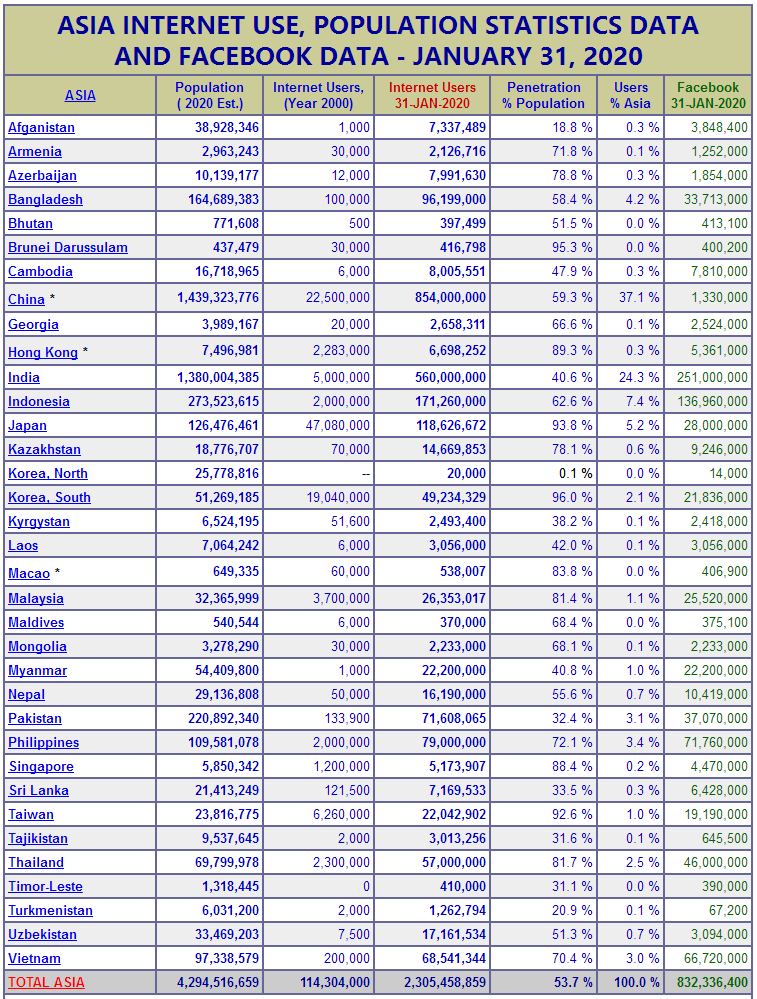 ASIA INTERNET USE, POPULATION STATISTICS DATA
AND FACEBOOK DATA - JANUARY 31, 2020
ASIA Population ( 2020 Est.) Internet Users, (Year 2000) Internet Users 31-JAN-2020 Penetration % Population Users % Asia Facebook 31-JAN-2020
Afganistan 38,928,346 1,000 7,337,489 18.8 % 0.3 % 3,848,400
Armenia 2,963,243 30,000 2,126,716 71.8 % 0.1 % 1,252,000
Azerbaijan 10,139,177 12,000 7,991,630 78.8 % 0.3 % 1,854,000
Bangladesh 164,689,383 100,000 96,199,000 58.4 % 4.2 % 33,713,000
Bhutan 771,608 500 397,499 51.5 % 0.0 % 413,100
Brunei Darussulam 437,479 30,000 416,798 95.3 % 0.0 % 400,200
Cambodia 16,718,965 6,000 8,005,551 47.9 % 0.3 % 7,810,000
China * 1,439,323,776 22,500,000 854,000,000 59.3 % 37.1 % 1,330,000
Georgia 3,989,167 20,000 2,658,311 66.6 % 0.1 % 2,524,000
Hong Kong * 7,496,981 2,283,000 6,698,252 89.3 % 0.3 % 5,361,000
India 1,380,004,385 5,000,000 560,000,000 40.6 % 24.3 % 251,000,000
Indonesia 273,523,615 2,000,000 171,260,000 62.6 % 7.4 % 136,960,000
Japan 126,476,461 47,080,000 118,626,672 93.8 % 5.2 % 28,000,000
Kazakhstan 18,776,707 70,000 14,669,853 78.1 % 0.6 % 9,246,000
Korea, North 25,778,816 -- 20,000 0.1 % 0.0 % 14,000
Korea, South 51,269,185 19,040,000 49,234,329 96.0 % 2.1 % 21,836,000
Kyrgystan 6,524,195 51,600 2,493,400 38.2 % 0.1 % 2,418,000
Laos 7,064,242 6,000 3,056,000 42.0 % 0.1 % 3,056,000
Macao * 649,335 60,000 538,007 83.8 % 0.0 % 406,900
Malaysia 32,365,999 3,700,000 26,353,017 81.4 % 1.1 % 25,520,000
Maldives 540,544 6,000 370,000 68.4 % 0.0 % 375,100
Mongolia 3,278,290 30,000 2,233,000 68.1 % 0.1 % 2,233,000
Myanmar 54,409,800 1,000 22,200,000 40.8 % 1.0 % 22,200,000
Nepal 29,136,808 50,000 16,190,000 55.6 % 0.7 % 10,419,000
Pakistan 220,892,340 133,900 71,608,065 32.4 % 3.1 % 37,070,000
Philippines 109,581,078 2,000,000 79,000,000 72.1 % 3.4 % 71,760,000
Singapore 5,850,342 1,200,000 5,173,907 88.4 % 0.2 % 4,470,000
Sri Lanka 21,413,249 121,500 7,169,533 33.5 % 0.3 % 6,428,000
Taiwan 23,816,775 6,260,000 22,042,902 92.6 % 1.0 % 19,190,000
Tajikistan 9,537,645 2,000 3,013,256 31.6 % 0.1 % 645,500
Thailand 69,799,978 2,300,000 57,000,000 81.7 % 2.5 % 46,000,000
Timor-Leste 1,318,445 0 410,000 31.1 % 0.0 % 390,000
Turkmenistan 6,031,200 2,000 1,262,794 20.9 % 0.1 % 67,200
Uzbekistan 33,469,203 7,500 17,161,534 51.3 % 0.7 % 3,094,000
Vietnam 97,338,579 200,000 68,541,344 70.4 % 3.0 % 66,720,000
TOTAL ASIA 4,294,516,659 114,304,000 2,305,458,859 53.7 % 100.0 % 832,336,400